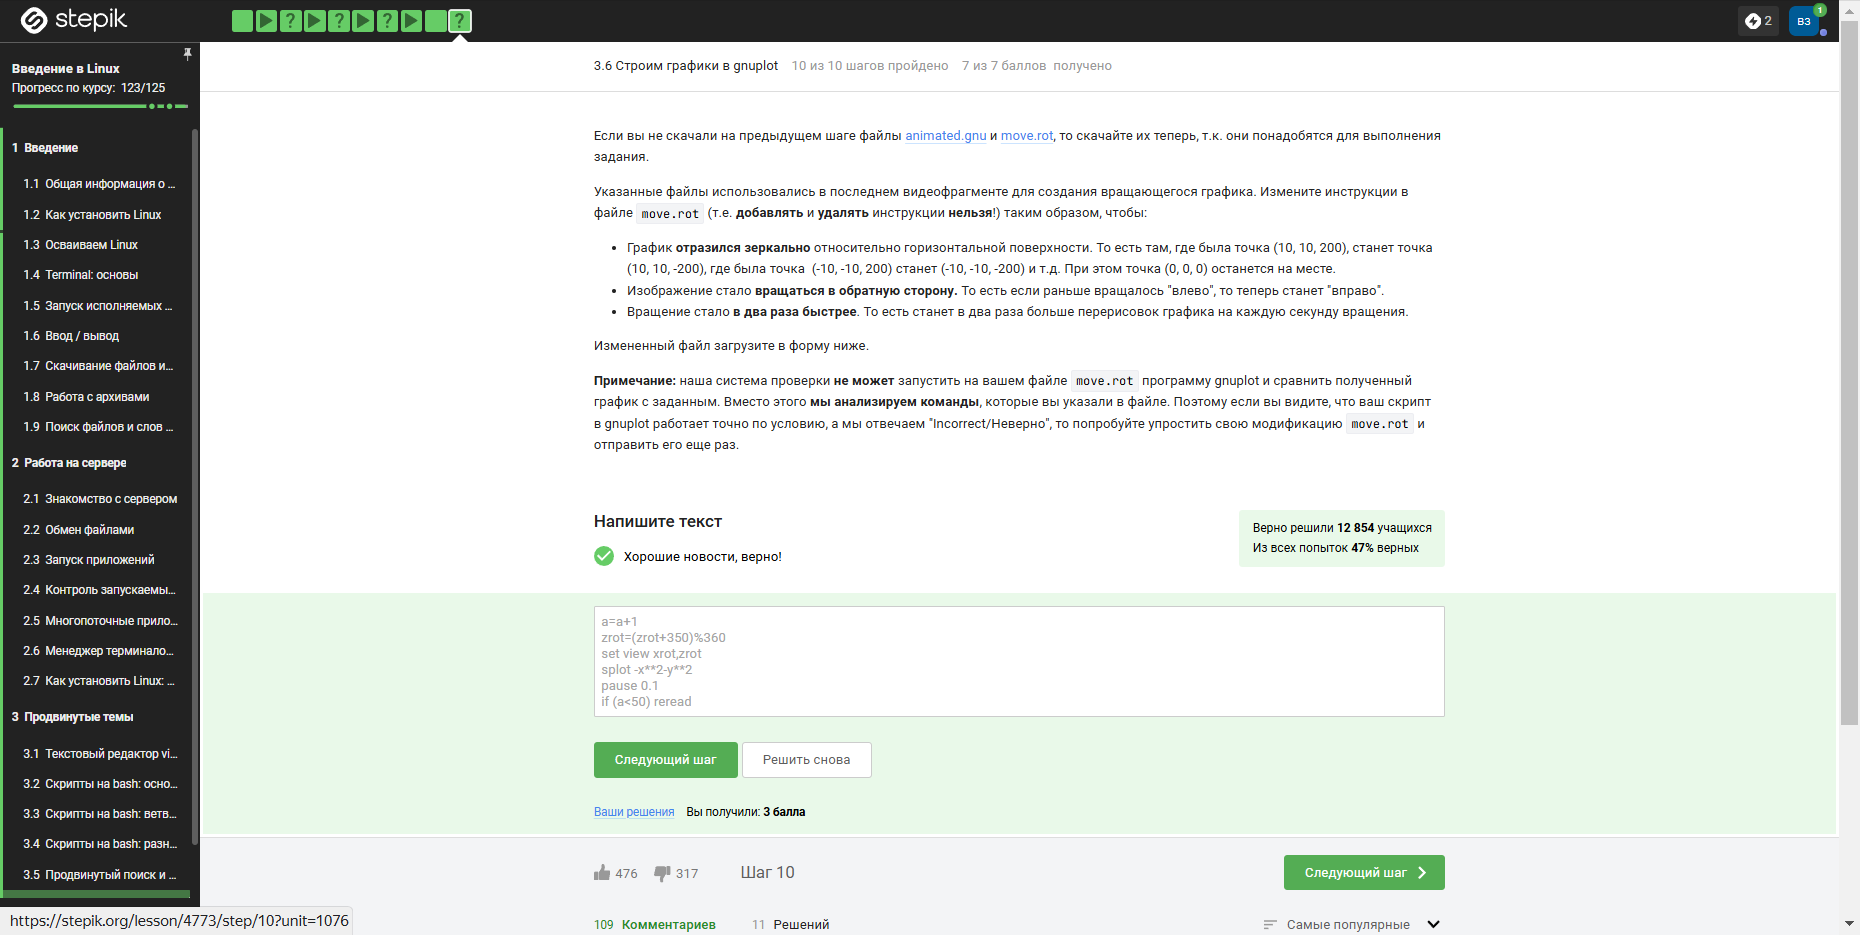 stepik
2
ВЗ
1
Введение в Linux
Прогресс по курсу: 123/125
1 Введение
1.1 Общая информация о ...
1.2 Как установить Linux
1.3 Осваиваем Linux
1.4 Terminal: основы
1.5 Запуск исполняемых ...
1.6 Ввод / вывод
1.7 Скачивание файлов и...
1.8 Работа с архивами
1.9 Поиск файлов и слов ...
2 Работа на сервере
2.1 Знакомство с сервером
2.2 Обмен файлами
2.3 Запуск приложений
2.4 Контроль запускаемы...
2.5 Многопоточные прило...
2.6 Менеджер терминало...
2.7 Как установить Linux: ...
3 Продвинутые темы
3.1 Текстовый редактор vi...
3.2 Скрипты на bash: осно...
3.3 Скрипты на bash: ветв...
3.4 Скрипты на bash: разн...
3.5 Продвинутый поиск и ...
https://stepik.org/lesson/4773/step/10?unit=1076
3.6 Строим графики в gnuplot 10 из 10 шагов пройдено 7 из 7 баллов получено
Если вы не скачали на предыдущем шаге файлы animated.gnu и move.rot, то скачайте их теперь, т.к. они понадобятся для выполнения
задания.
Указанные файлы использовались в последнем видеофрагменте для создания вращающегося графика. Измените инструкции в
файле move.rot (т.е. добавлять и удалять инструкции нельзя!) таким образом, чтобы:
• График отразился зеркально относительно горизонтальной поверхности. То есть там, где была точка (10, 10, 200), станет точка
(10, 10, -200), где была точка (-10, -10, 200) станет (-10, -10, -200) и т.д. При этом точка (0, 0, 0) останется на месте.
• Изображение стало вращаться в обратную сторону. То есть если раньше вращалось "влево", то теперь станет "вправо".
• Вращение стало в два раза быстрее. То есть станет в два раза больше перерисовок графика на каждую секунду вращения.
Измененный файл загрузите в форму ниже.
Примечание: наша система проверки не может запустить на вашем файле move.rot программу gnuplot и сравнить полученный
график с заданным. Вместо этого мы анализируем команды, которые вы указали в файле. Поэтому если вы видите, что ваш скрипт
в gnuplot работает точно по условию, а мы отвечаем "Incorrect/Неверно", то попробуйте упростить свою модификацию move.rot и
отправить его еще раз.
Напишите текст
Хорошие новости, верно!
Верно решили 12 854 учащихся
Из всех попыток 47% верных
a=a+1
zrot=(zrot+350)%360
set view xrot,zrot
splot -x**2-y**2
pause 0.1
if (a<50) reread
Следующий шаг
Решить снова
Ваши решения Вы получили: 3 балла
476 317 Шаг 10
Следующий шаг
109 Комментариев 11 Решений
Самые популярные